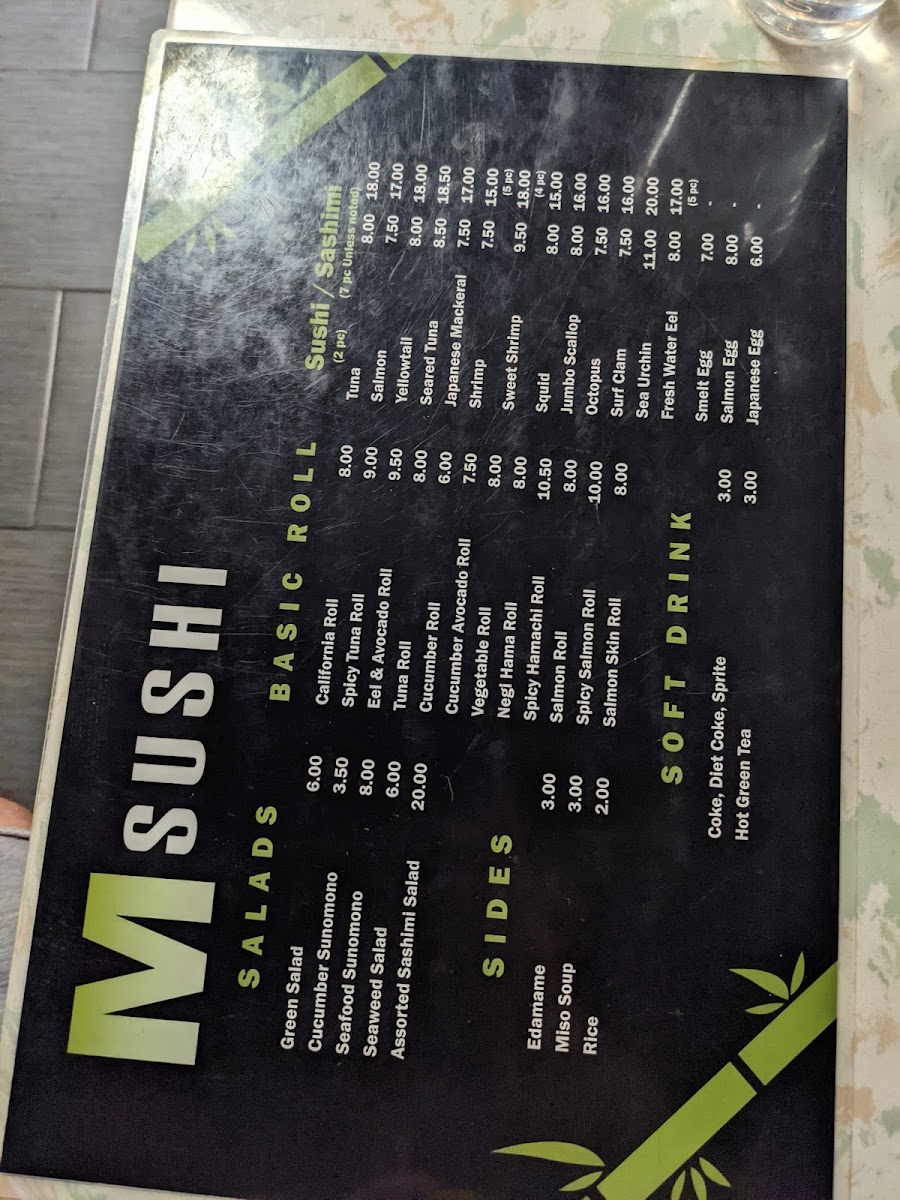 M SUSHI
SALADS
Green Salad 6.00
Cucumber Sunomono 3.50
Seafood Sunomono 8.00
Seaweed Salad 6.00
Assorted Sashimi Salad 20.00
SIDES
Edamame 3.00
Miso Soup 3.00
Rice 2.00
BASIC ROLL
California Roll 8.00
Spicy Tuna Roll 9.00
Eel & Avocado Roll 9.50
Tuna Roll 8.00
Cucumber Roll 6.00
Cucumber Avocado Roll 7.50
Vegetable Roll 8.00
Negi Hama Roll 8.00
Spicy Hamachi Roll 10.50
Salmon Roll 8.00
Spicy Salmon Roll 10.00
Salmon Skin Roll 8.00
SOFT DRINK
Coke, Diet Coke, Sprite 3.00
Hot Green Tea 3.00
Sushi / Sashimi
(2 pc) (7 pc Unless noted)
Tuna 8.00 18.00
Salmon 7.50 17.00
Yellowtail 8.00 18.00
Seared Tuna 8.50 18.50
Japanese Mackeral 7.50 17.00
Shrimp 7.50 15.00
(5 pc)
Sweet Shrimp 9.50 18.00
(4 pc)
Squid 8.00 15.00
Jumbo Scallop 8.00 16.00
Octopus 7.50 16.00
Surf Clam 7.50 16.00
Sea Urchin 11.00 20.00
Fresh Water Eel 8.00 17.00
(5 pc)
Smelt Egg 7.00 -
Salmon Egg 8.00 -
Japanese Egg 6.00 -